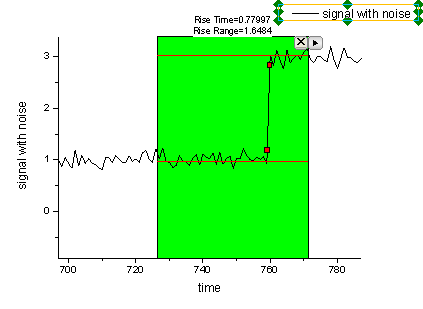 Rise Time=0.77997
Rise Range=1.6484
signal with noise
signal with noise
3
2
1
0
700
720
740
760
780
time